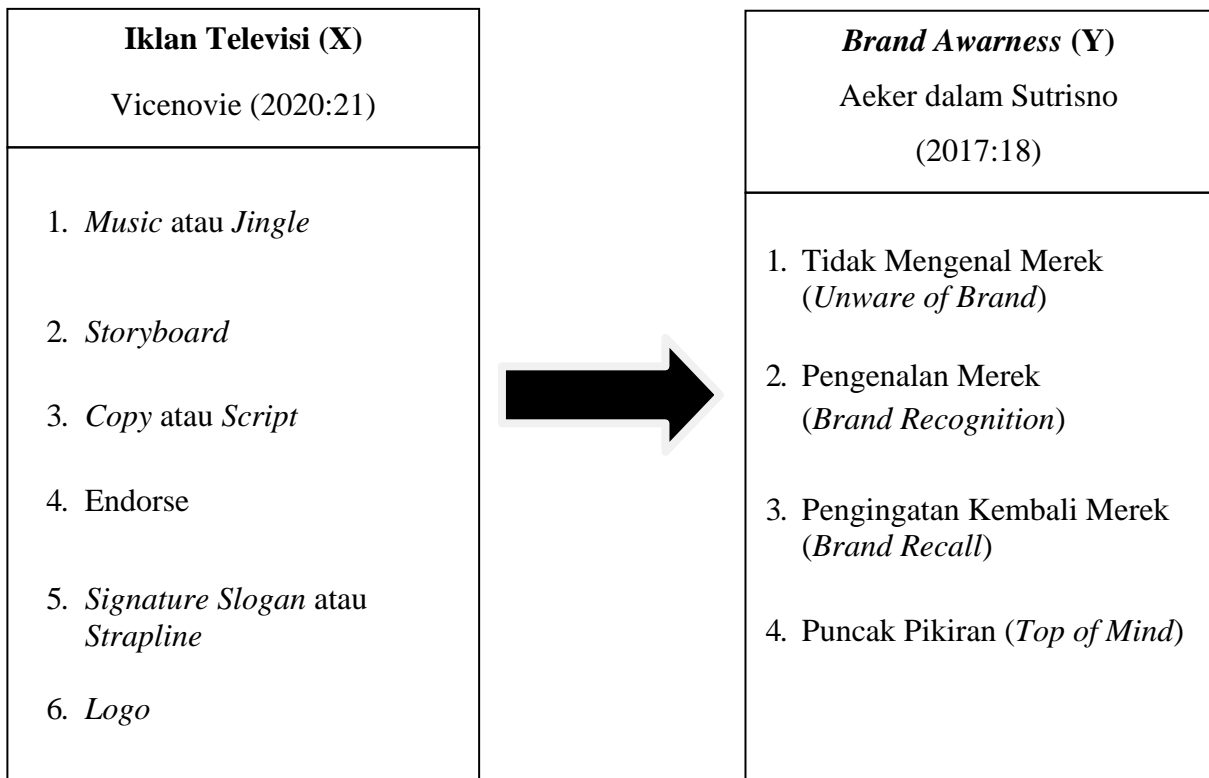 Iklan Televisi (X)
Vicenovie (2020:21)
1. Music atau Jingle
2. Storyboard
3. Copy atau Script
4. Endorse
5. Signature Slogan atau
Strapline
6. Logo
Brand Awarness (Y)
Aeker dalam Sutrisno
(2017:18)
1. Tidak Mengenal Merek
(Unware of Brand)
2. Pengenalan Merek
(Brand Recognition)
3. Pengingatan Kembali Merek
(Brand Recall)
4. Puncak Pikiran (Top of Mind)